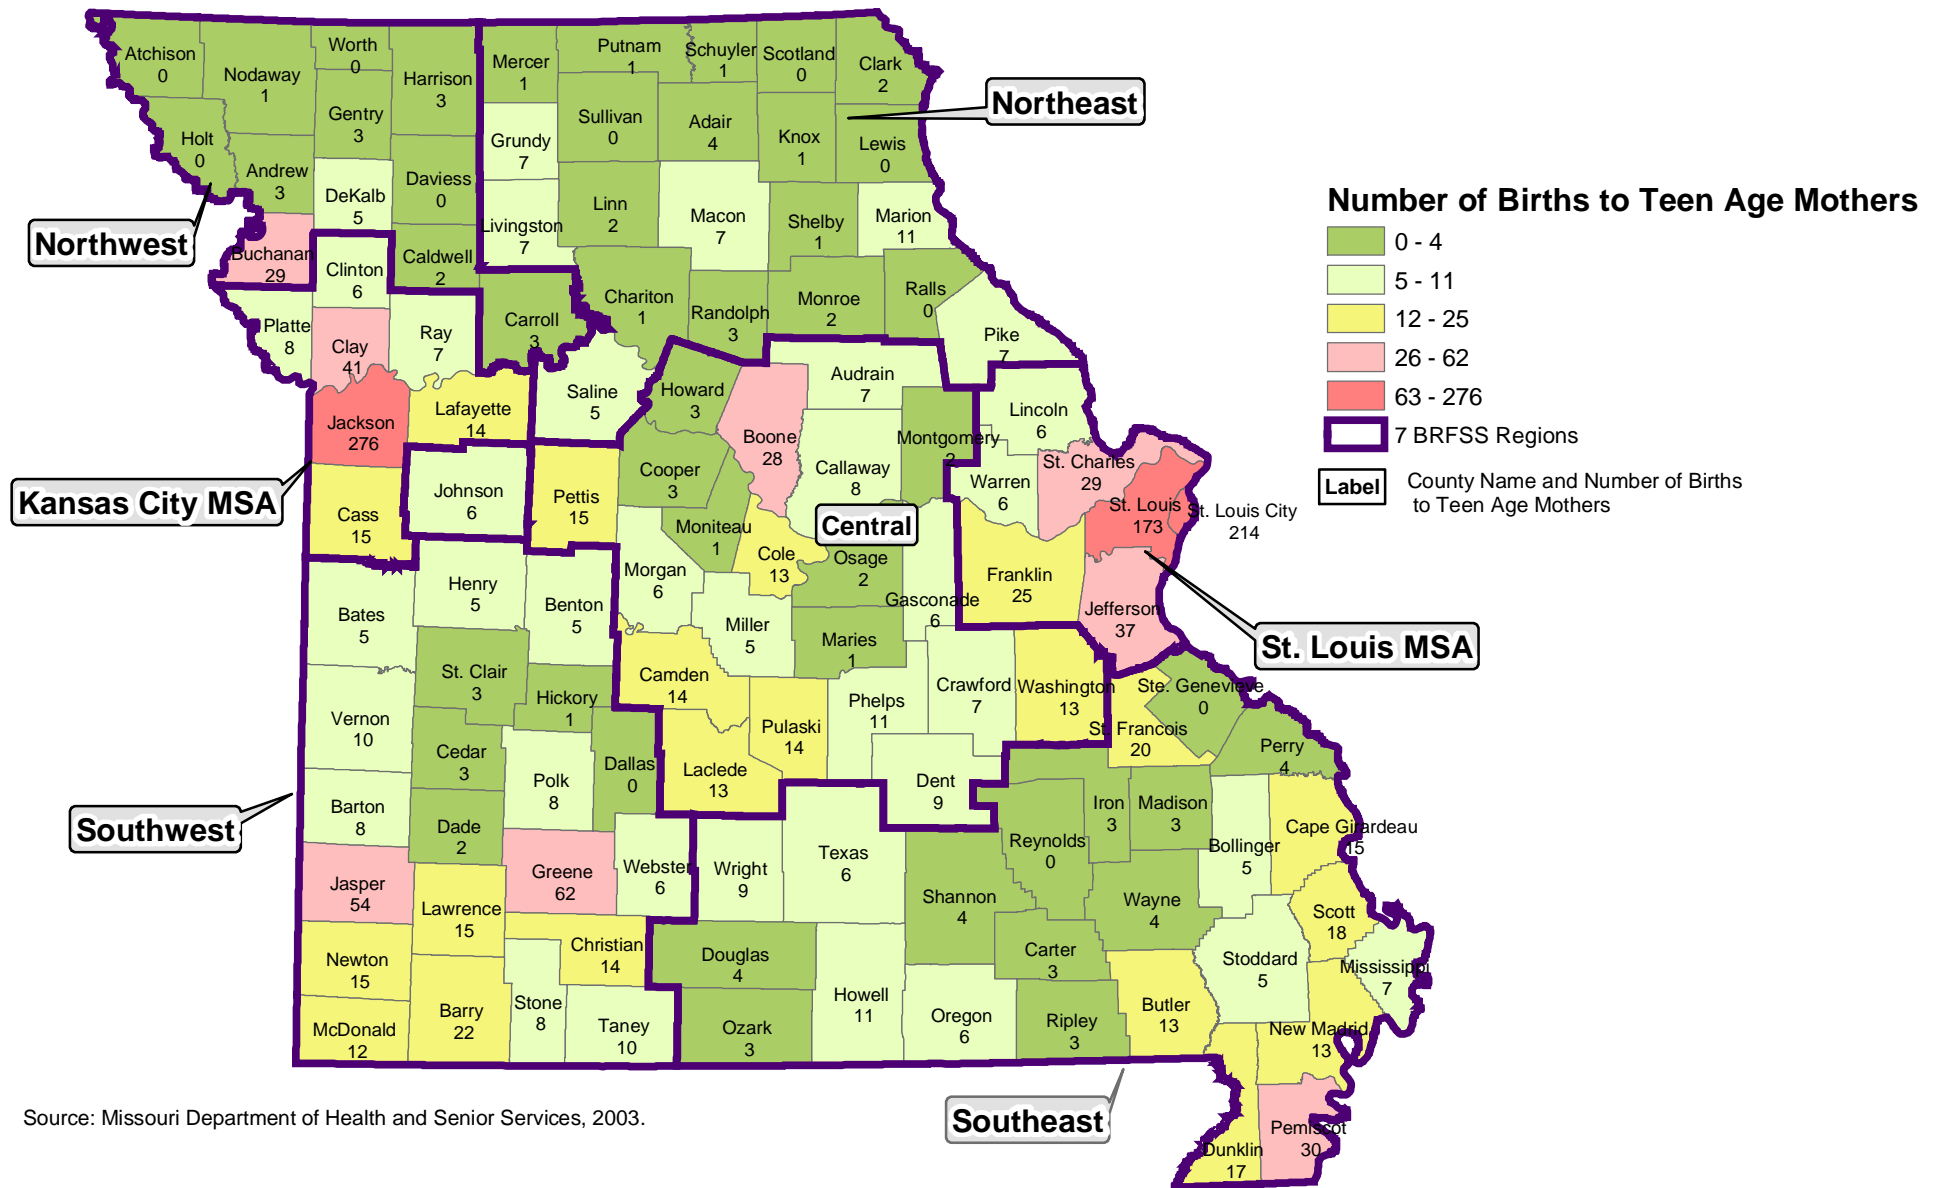 Atchison
0
Nodaway
1
Worth
0
Harrison
3
Mercer
1
Putnam
1
Schuyler
1
Scotland
0
Clark
2
Northeast
Holt
0
Andrew
3
Gentry
3
DeKalb
5
Daviess
0
Grundy
7
Sullivan
0
Adair
4
Knox
1
Lewis
0
Northwest
Buchanan
29
Clinton
6
Caldwell
2
Livingston
7
Linn
2
Macon
7
Shelby
1
Marion
11
Platte
8
Clay
41
Ray
7
Carroll
3
Chariton
1
Randolph
3
Monroe
2
Ralls
0
Pike
7
Number of Births to Teen Age Mothers
0 - 4
5 - 11
12 - 25
26 - 62
63 - 276
7 BRFSS Regions
Label
County Name and Number of Births
to Teen Age Mothers
Jackson
276
Lafayette
14
Saline
5
Howard
3
Boone
28
Audrain
7
Montgomery
2
Lincoln
6
Kansas City MSA
Cass
15
Johnson
6
Pettis
15
Cooper
3
Moniteau
1
Callaway
8
Central
Warren
6
St. Charles
29
St. Louis
173
St. Louis City
214
Cole
13
Osage
2
Gasconade
6
Franklin
25
Jefferson
37
St. Louis MSA
Bates
5
Henry
5
Benton
5
Morgan
6
Miller
5
Maries
1
Vernon
10
St. Clair
3
Hickory
1
Camden
14
Pulaski
14
Phelps
11
Crawford
7
Washington
13
Ste. Genevieve
0
St. Francois
20
Perry
4
Cedar
3
Polk
8
Dallas
0
Laclede
13
Dent
9
Southwest
Barton
8
Dade
2
Greene
62
Webster
6
Wright
9
Texas
6
Reynolds
0
Iron
3
Madison
3
Bollinger
5
Cape Girardeau
15
Jasper
54
Lawrence
15
Christian
14
Douglas
4
Shannon
4
Carter
3
Wayne
4
Scott
18
Stoddard
5
Mississippi
7
Newton
15
McDonald
12
Barry
22
Stone
8
Taney
10
Ozark
3
Howell
11
Oregon
6
Ripley
3
Butler
13
New Madrid
13
Dunklin
17
Pemiscot
30
Southeast
Source: Missouri Department of Health and Senior Services, 2003.